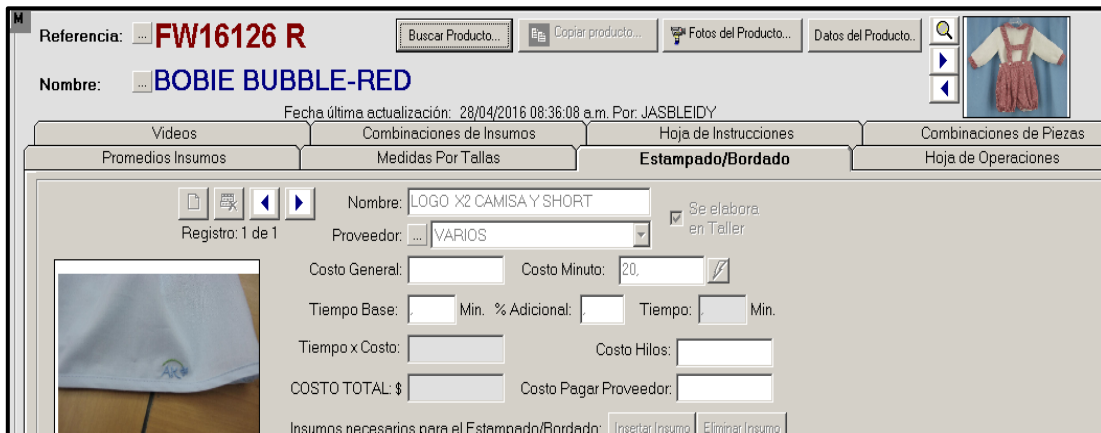 M
Referencia: ... FW16126 R Buscar Producto... Copiar producto... Fotos del Producto... Datos del Producto..
Nombre: ... BOBIE BUBBLE-RED
Fecha última actualización: 28/04/2016 08:36:08 a.m. Por: JASBLEIDY
Videos Combinaciones de Insumos Hoja de Instrucciones Combinaciones de Piezas
Promedios Insumos Medidas Por Tallas Estampado/Bordado Hoja de Operaciones
Nombre: LOGO X2 CAMISA Y SHORT Se elabora en Taller
Registro: 1 de 1 Proveedor: ... VARIOS
Costo General: Costo Minuto: 20,
Tiempo Base: , Min. % Adicional: , Tiempo: , Min.
Tiempo x Costo: Costo Hilos:
COSTO TOTAL: $ Costo Pagar Proveedor:
Insumos necesarios para el Estampado/Bordado: Insertar Insumo Eliminar Insumo